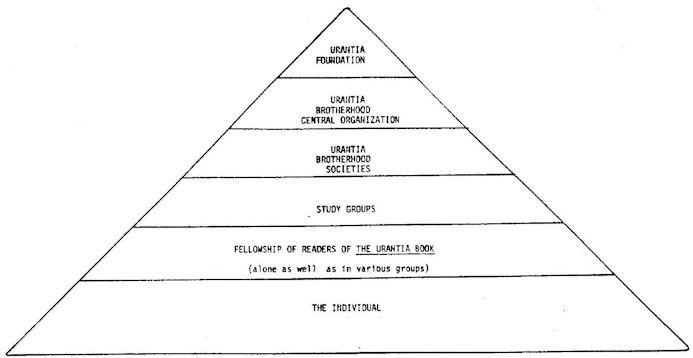 URANTIA
FOUNDATION
URANTIA
BROTHERHOOD
CENTRAL ORGANIZATION
URANTIA
BROTHERHOOD
SOCIETIES
STUDY GROUPS
FELLOWSHIP OF READERS OF THE URANTIA BOOK
(alone as well as in various groups)
THE INDIVIDUAL